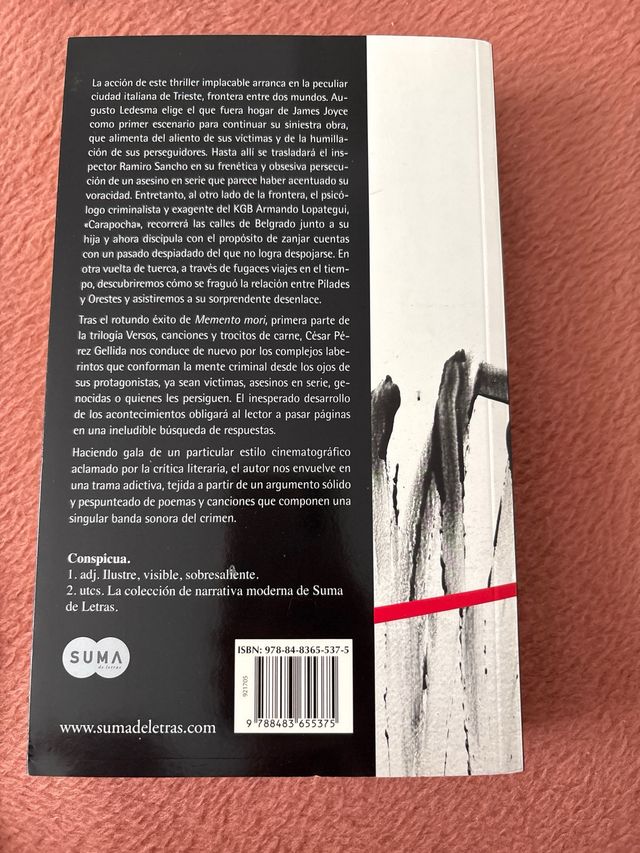 La acción de este thriller implacable arranca en la peculiar
ciudad italiana de Trieste, frontera entre dos mundos. Au-
gusto Ledesma elige el que fuera hogar de James Joyce
como primer escenario para continuar su siniestra obra,
que alimenta del aliento de sus víctimas y de la humilla-
ción de sus perseguidores. Hasta allí se trasladará el ins-
pector Ramiro Sancho en su frenética y obsesiva persecu-
ción de un asesino en serie que parece haber acentuado su
voracidad. Entretanto, al otro lado de la frontera, el psicó-
logo criminalista y exagente del KGB Armando Lopategui,
«Carapocha», recorrerá las calles de Belgrado junto a su
hija y ahora discípula con el propósito de zanjar cuentas
con un pasado despiadado del que no logra despojarse. En
otra vuelta de tuerca, a través de fugaces viajes en el tiem-
po, descubriremos cómo se fraguó la relación entre Pílades
y Orestes y asistiremos a su sorprendente desenlace.
Tras el rotundo éxito de Memento mori, primera parte de
la trilogía Versos, canciones y trocitos de carne, César Pé-
rez Gellida nos conduce de nuevo por los complejos labe-
rintos que conforman la mente criminal desde los ojos de
sus protagonistas, ya sean víctimas, asesinos en serie, ge-
nocidas o quienes les persiguen. El inesperado desarrollo
de los acontecimientos obligará al lector a pasar páginas
en una ineludible búsqueda de respuestas.
Haciendo gala de un particular estilo cinematográfico
aclamado por la crítica literaria, el autor nos envuelve en
una trama adictiva, tejida a partir de un argumento sólido
y pespunteado de poemas y canciones que componen una
singular banda sonora del crimen.
Conspicua.
1. adj. Ilustre, visible, sobresaliente.
2. utcs. La colección de narrativa moderna de Suma
de Letras.
SUMA
de letras
www.sumadeletras.com
ISBN: 978-84-8365-537-5
921705
9 788483 655375